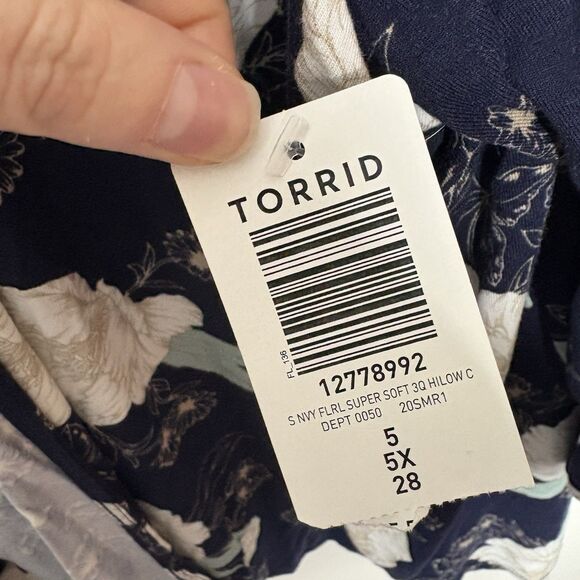 TORRID
FL_136
12778992
S NVY FLRL SUPER SOFT 3Q HILOW C
DEPT 0050 20SMR1
5
5X
28